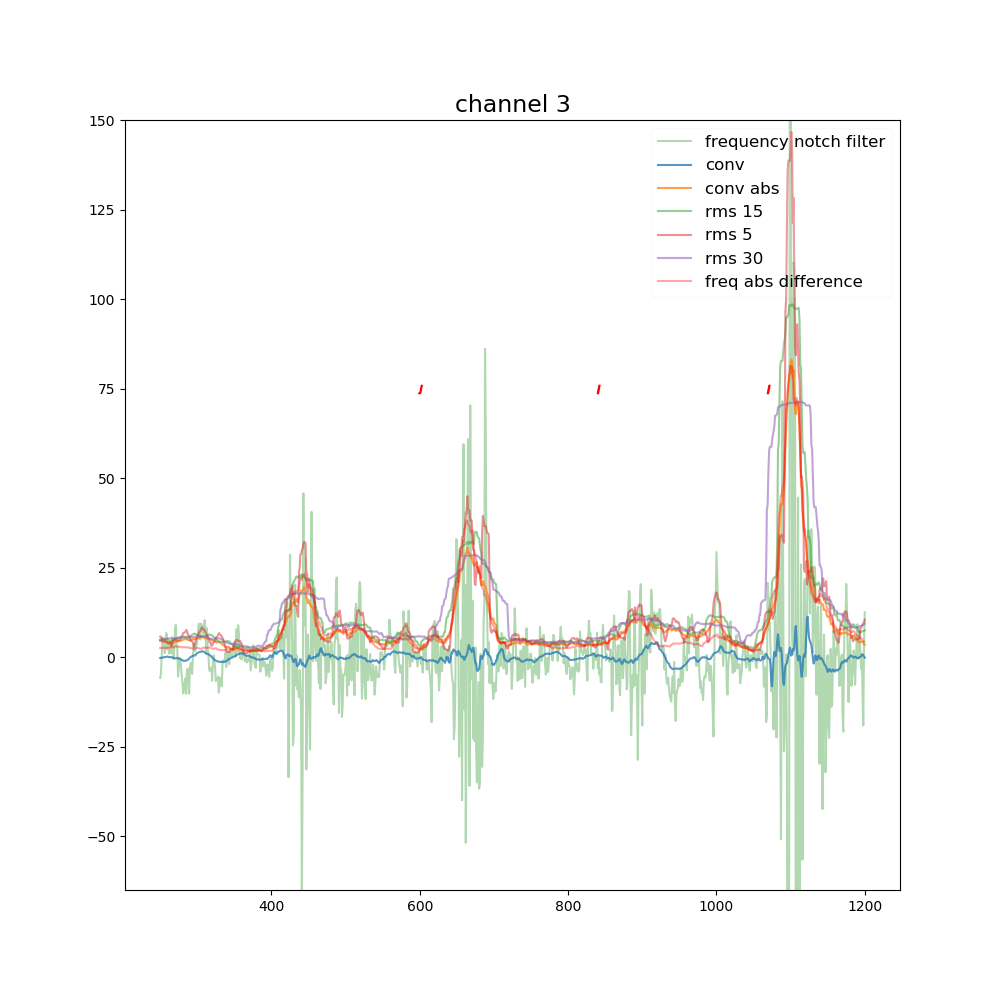 channel 3
150
125
100
75
50
25
0
−25
−50
frequency notch filter
conv
conv abs
rms 15
rms 5
rms 30
freq abs difference
400 600 800 1000 1200